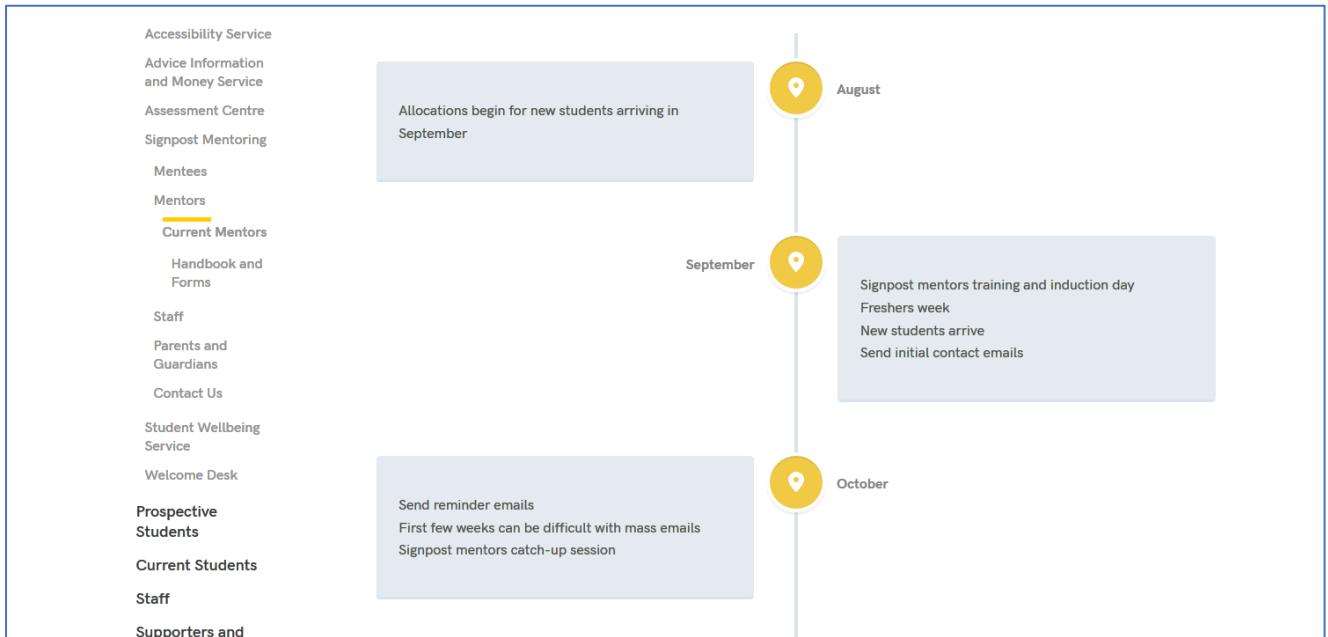 Accessibility Service
Advice Information
and Money Service
Assessment Centre
Signpost Mentoring
Mentees
Mentors
Current Mentors
Handbook and
Forms
Staff
Parents and
Guardians
Contact Us
Student Wellbeing
Service
Welcome Desk
Prospective
Students
Current Students
Staff
Supporters and
August
Allocations begin for new students arriving in
September
September
Signpost mentors training and induction day
Freshers week
New students arrive
Send initial contact emails
October
Send reminder emails
First few weeks can be difficult with mass emails
Signpost mentors catch-up session